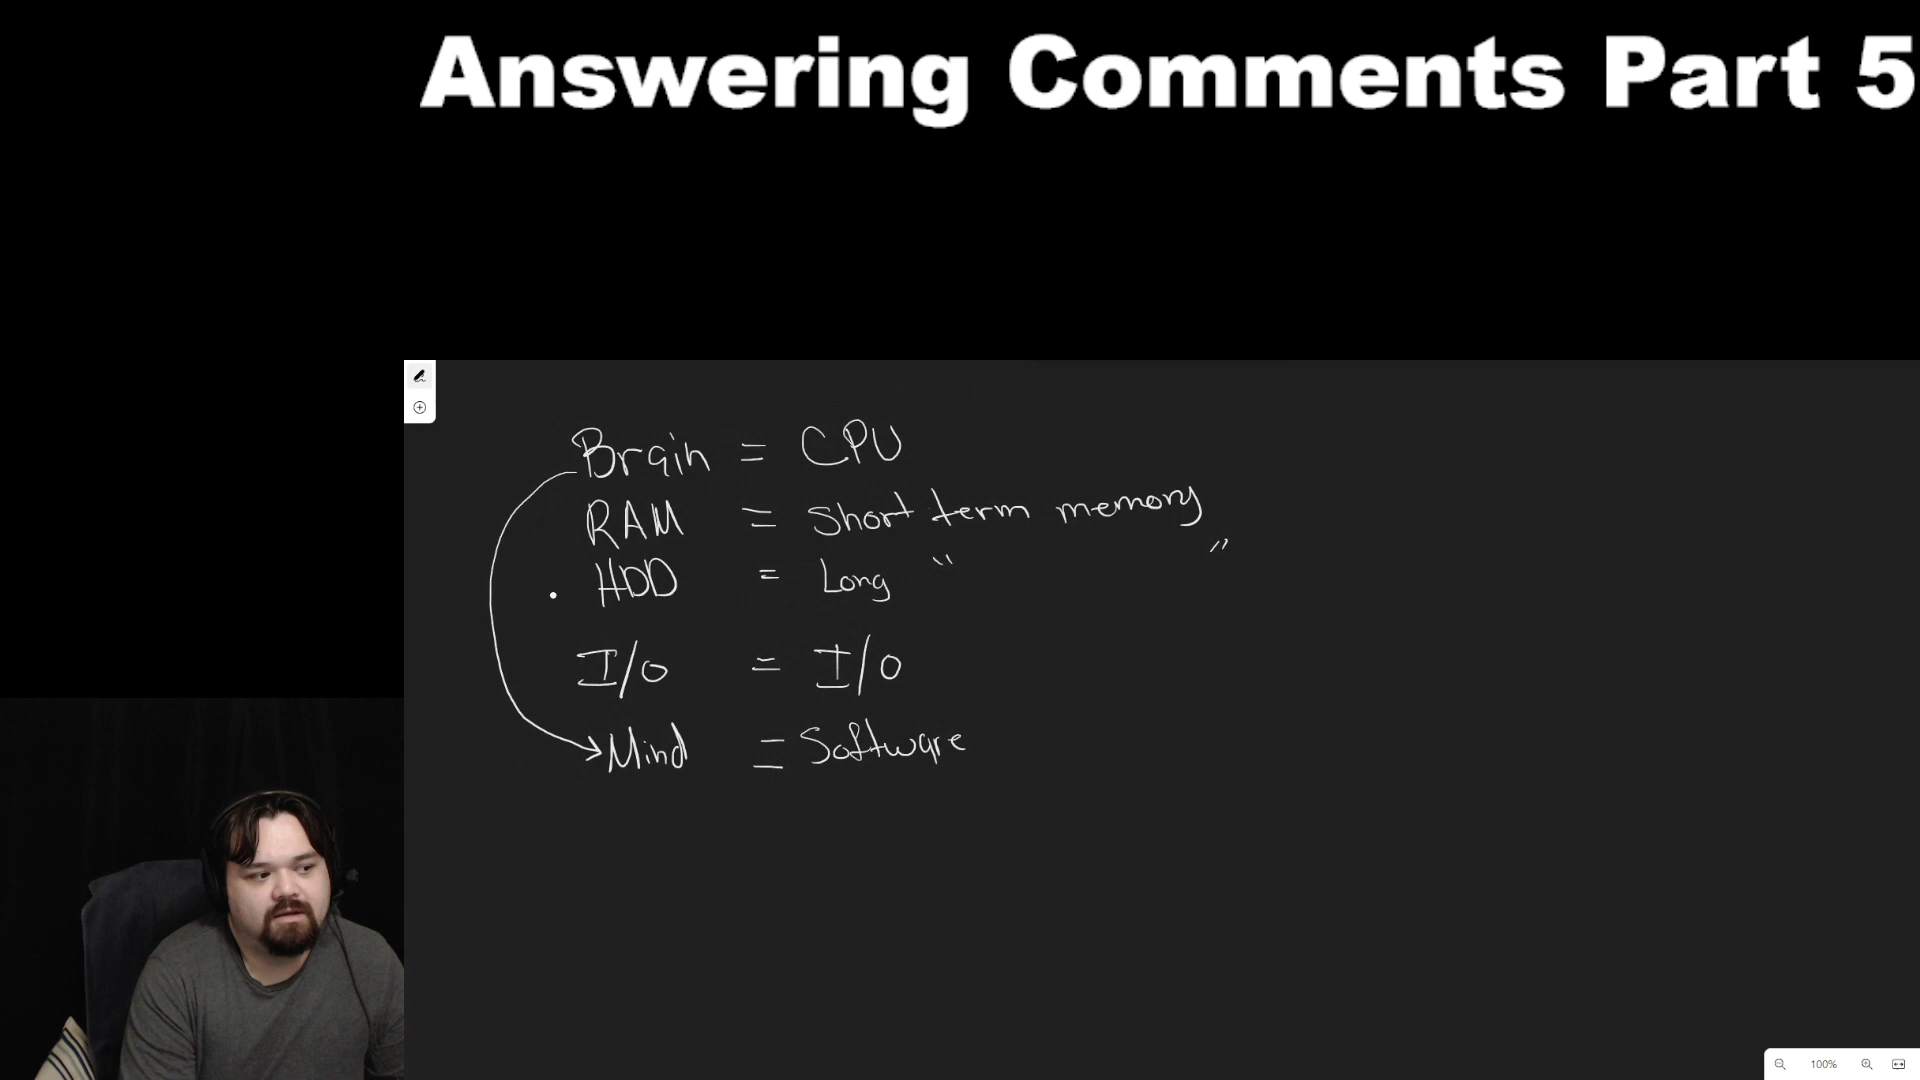 Answering Comments Part 5
Brain = CPU
RAM = Short term memory
HDD = Long " "
I/O = I/O
Mind = Software
100%